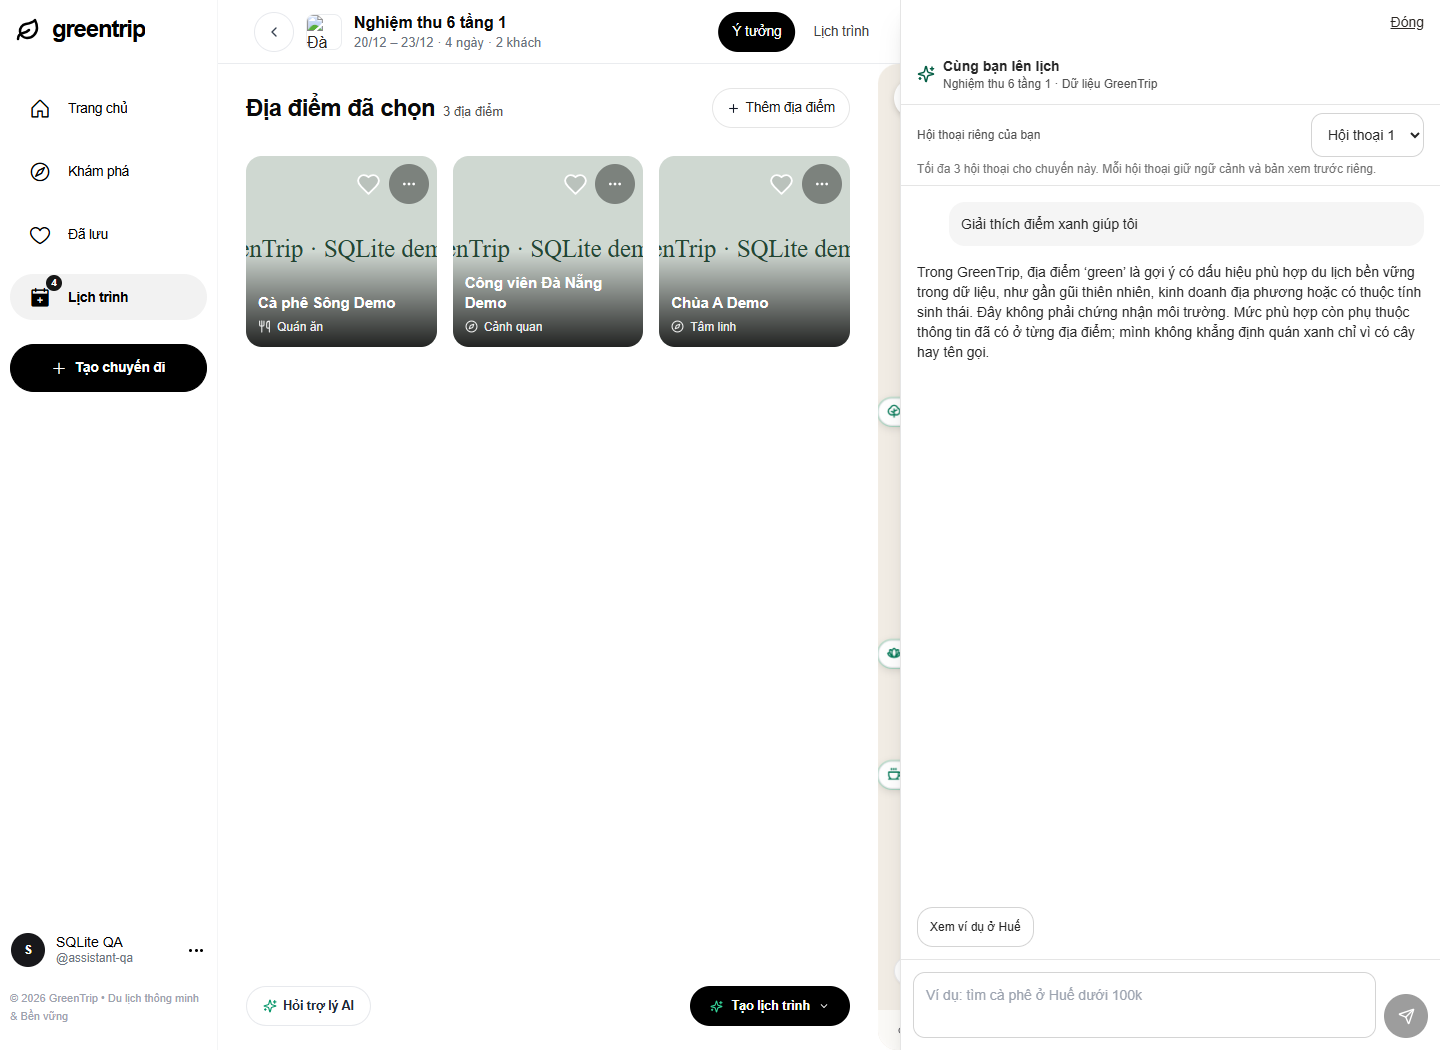 greentrip
Trang chủ
Khám phá
Đã lưu
4
Lịch trình
Tạo chuyến đi
S
SQLite QA
@assistant-qa
© 2026 GreenTrip • Du lịch thông minh
& Bền vững
Đà
Nghiệm thu 6 tầng 1
20/12 – 23/12 · 4 ngày · 2 khách
Ý tưởng
Lịch trình
Địa điểm đã chọn 3 địa điểm
Thêm địa điểm
enTrip · SQLite dem
Cà phê Sông Demo
Quán ăn
enTrip · SQLite dem
Công viên Đà Nẵng
Demo
Cảnh quan
enTrip · SQLite dem
Chùa A Demo
Tâm linh
Hỏi trợ lý AI
Tạo lịch trình
Đóng
Cùng bạn lên lịch
Nghiệm thu 6 tầng 1 · Dữ liệu GreenTrip
Hội thoại riêng của bạn
Hội thoại 1
Tối đa 3 hội thoại cho chuyến này. Mỗi hội thoại giữ ngữ cảnh và bản xem trước riêng.
Giải thích điểm xanh giúp tôi
Trong GreenTrip, địa điểm ‘green’ là gợi ý có dấu hiệu phù hợp du lịch bền vững
trong dữ liệu, như gần gũi thiên nhiên, kinh doanh địa phương hoặc có thuộc tính
sinh thái. Đây không phải chứng nhận môi trường. Mức phù hợp còn phụ thuộc
thông tin đã có ở từng địa điểm; mình không khẳng định quán xanh chỉ vì có cây
hay tên gọi.
Xem ví dụ ở Huế
Ví dụ: tìm cà phê ở Huế dưới 100k